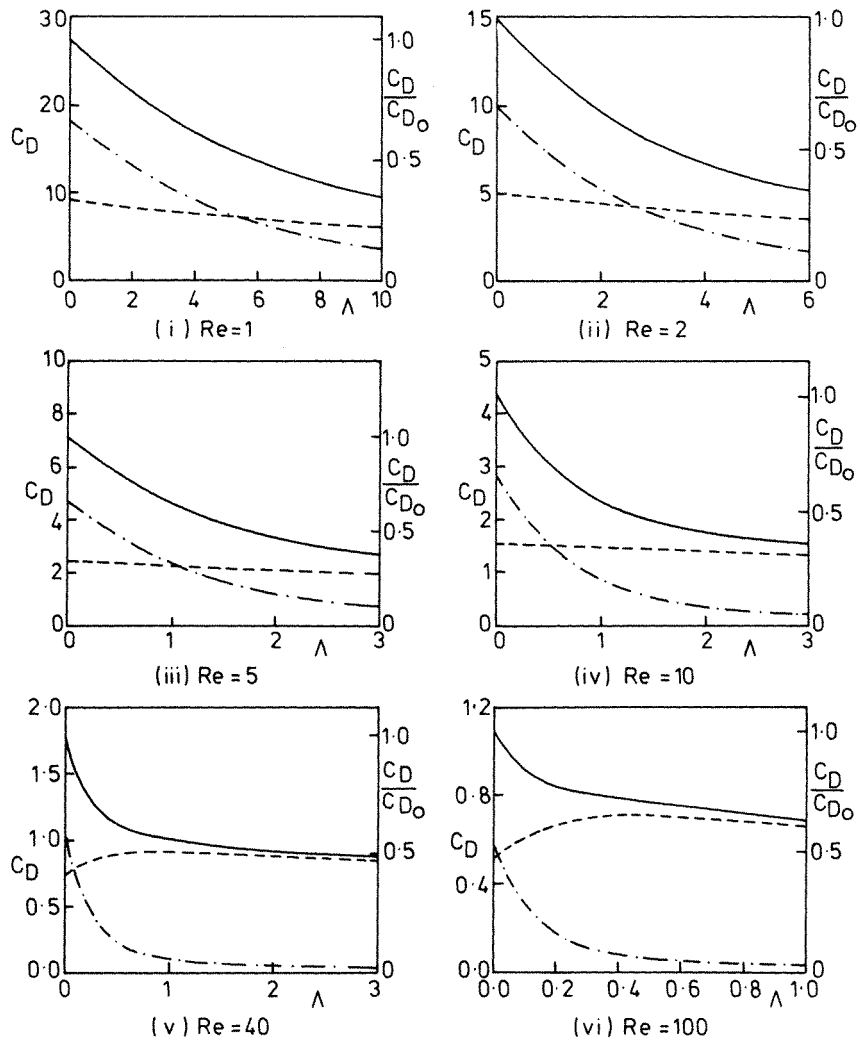 30
20
10
0
C_D
1·0
0·5
0
C_D
C_Do
0 2 4 6 8 Λ 10
(i) Re=1
15
10
5
0
C_D
1·0
0·5
0
C_D
C_Do
0 2 4 Λ 6
(ii) Re=2
10
8
6
4
2
0
C_D
1·0
0·5
0
C_D
C_Do
0 1 2 Λ 3
(iii) Re=5
5
4
3
2
1
0
C_D
1·0
0·5
0
C_D
C_Do
0 1 2 Λ 3
(iv) Re=10
2·0
1·5
1·0
0·5
0·0
C_D
1·0
0·5
0
C_D
C_Do
0 1 2 Λ 3
(v) Re=40
1·2
0·8
0·4
0·0
C_D
1·0
0·5
0
C_D
C_Do
0·0 0·2 0·4 0·6 0·8 Λ 1·0
(vi) Re=100